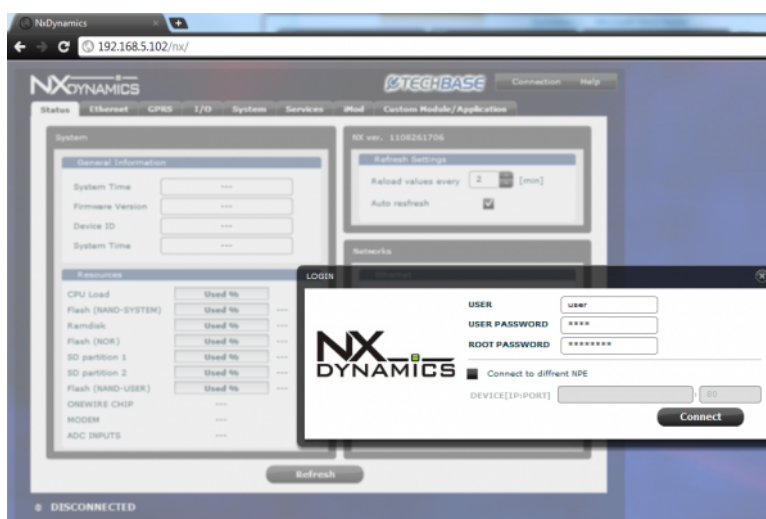 NxDynamics
192.168.5.102/nx/
NXDYNAMICS
TECHBASE
Connection Help
Status Ethernet GPRS I/O System Services iMod Custom Module/Application
System
General Information
System Time ---
Firmware Version ---
Device ID ---
System Time ---
Resources
CPU Load Used %
Flash (NAND-SYSTEM) Used % ---
Ramdisk Used % ---
Flash (NOR) Used % ---
SD partition 1 Used % ---
SD partition 2 Used % ---
Flash (NAND-USER) Used % ---
ONEWIRE CHIP ---
MODEM ---
ADC INPUTS ---
NX ver. 1108261706
Refresh Settings
Reload values every 2 [min]
Auto resfresh
Networks
Ethernet
LOGIN
NX
DYNAMICS
USER user
USER PASSWORD ****
ROOT PASSWORD ********
Connect to diffrent NPE
DEVICE[IP:PORT] : 80
Connect
Refresh
DISCONNECTED